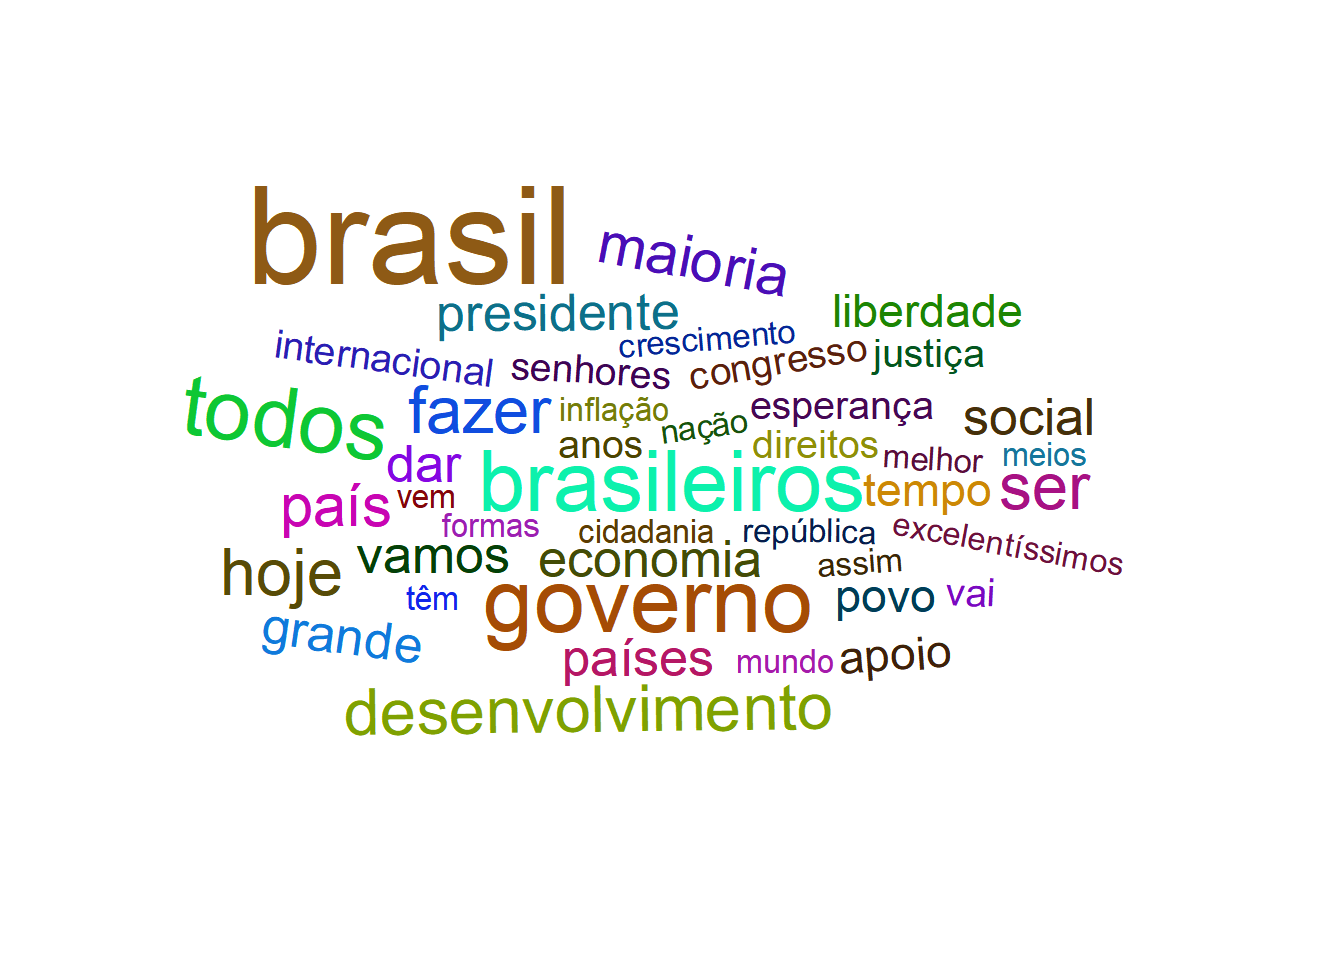 brasil
maioria
presidente
liberdade
internacional
senhores
crescimento
congresso
justiça
todos
fazer
inflação
nação
esperança
social
anos
direitos
melhor
meios
dar
brasileiros
tempo
ser
país
vem
formas
cidadania
república
excelentíssimos
hoje
vamos
economia
assim
têm
governo
povo
vai
grande
países
mundo
apoio
desenvolvimento